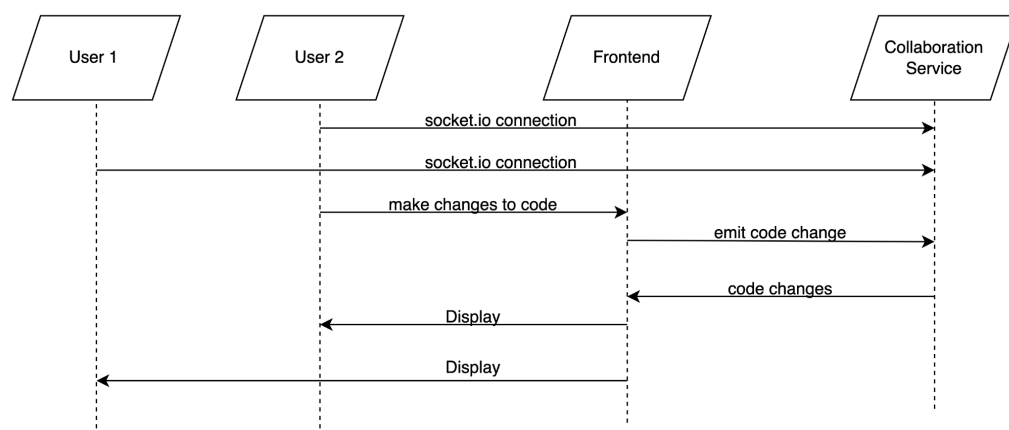 User 1
User 2
Frontend
Collaboration
Service
socket.io connection
socket.io connection
make changes to code
emit code change
code changes
Display
Display